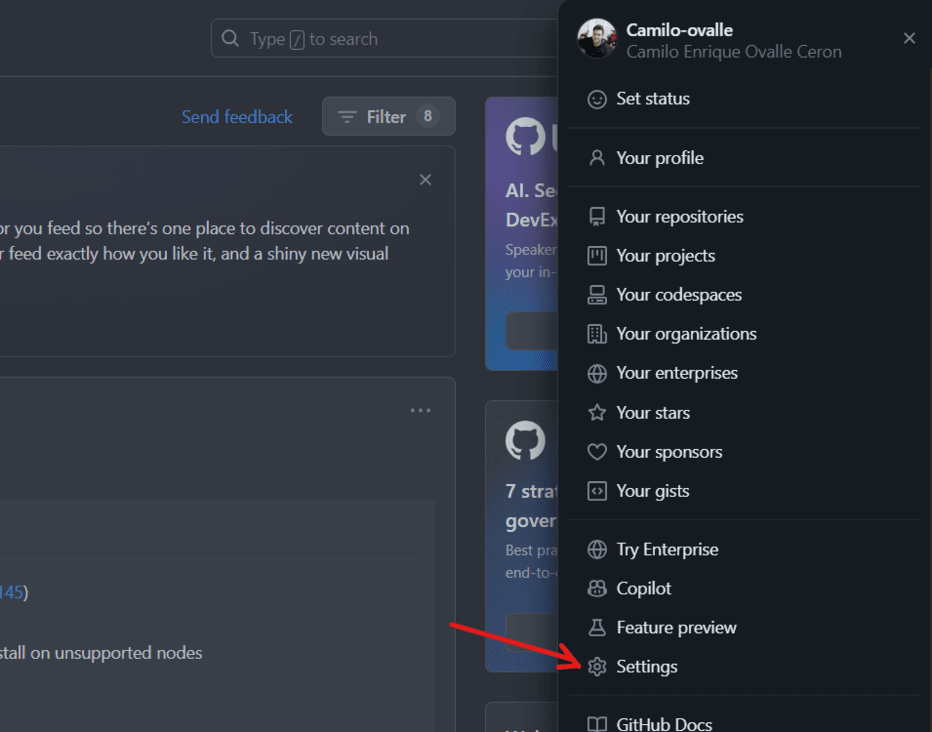 Type / to search
Send feedback
Filter 8
or you feed so there's one place to discover content on
r feed exactly how you like it, and a shiny new visual
145)
stall on unsupported nodes
AI. Se
DevEx
Speaker
your in-
7 strat
gover
Best pra
end-to-
Camilo-ovalle
Camilo Enrique Ovalle Ceron
Set status
Your profile
Your repositories
Your projects
Your codespaces
Your organizations
Your enterprises
Your stars
Your sponsors
Your gists
Try Enterprise
Copilot
Feature preview
Settings
GitHub Docs